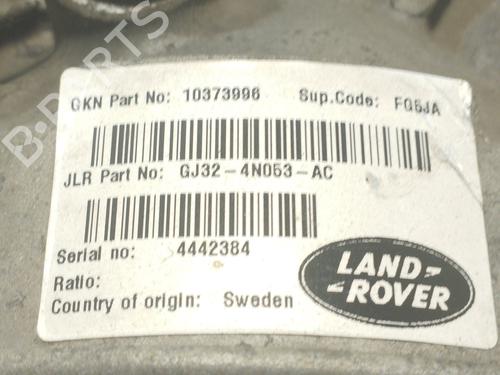 B-PARTS
GKN Part No: 10373996 Sup.Code: FQ5JA
JLR Part No: GJ32-4N053-AC
Serial no: 4442384
Ratio:
Country of origin: Sweden
LAND
ROVER